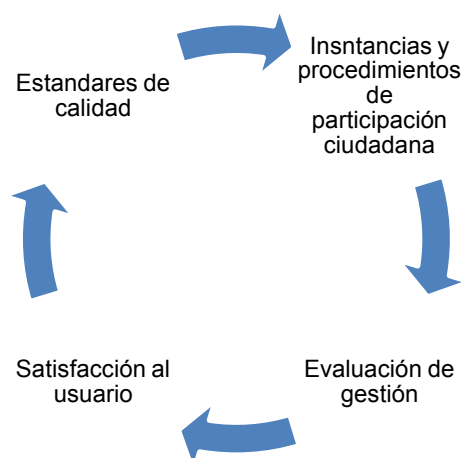 Estandares de
calidad
Insntancias y
procedimientos
de
participación
ciudadana
Evaluación de
gestión
Satisfacción al
usuario